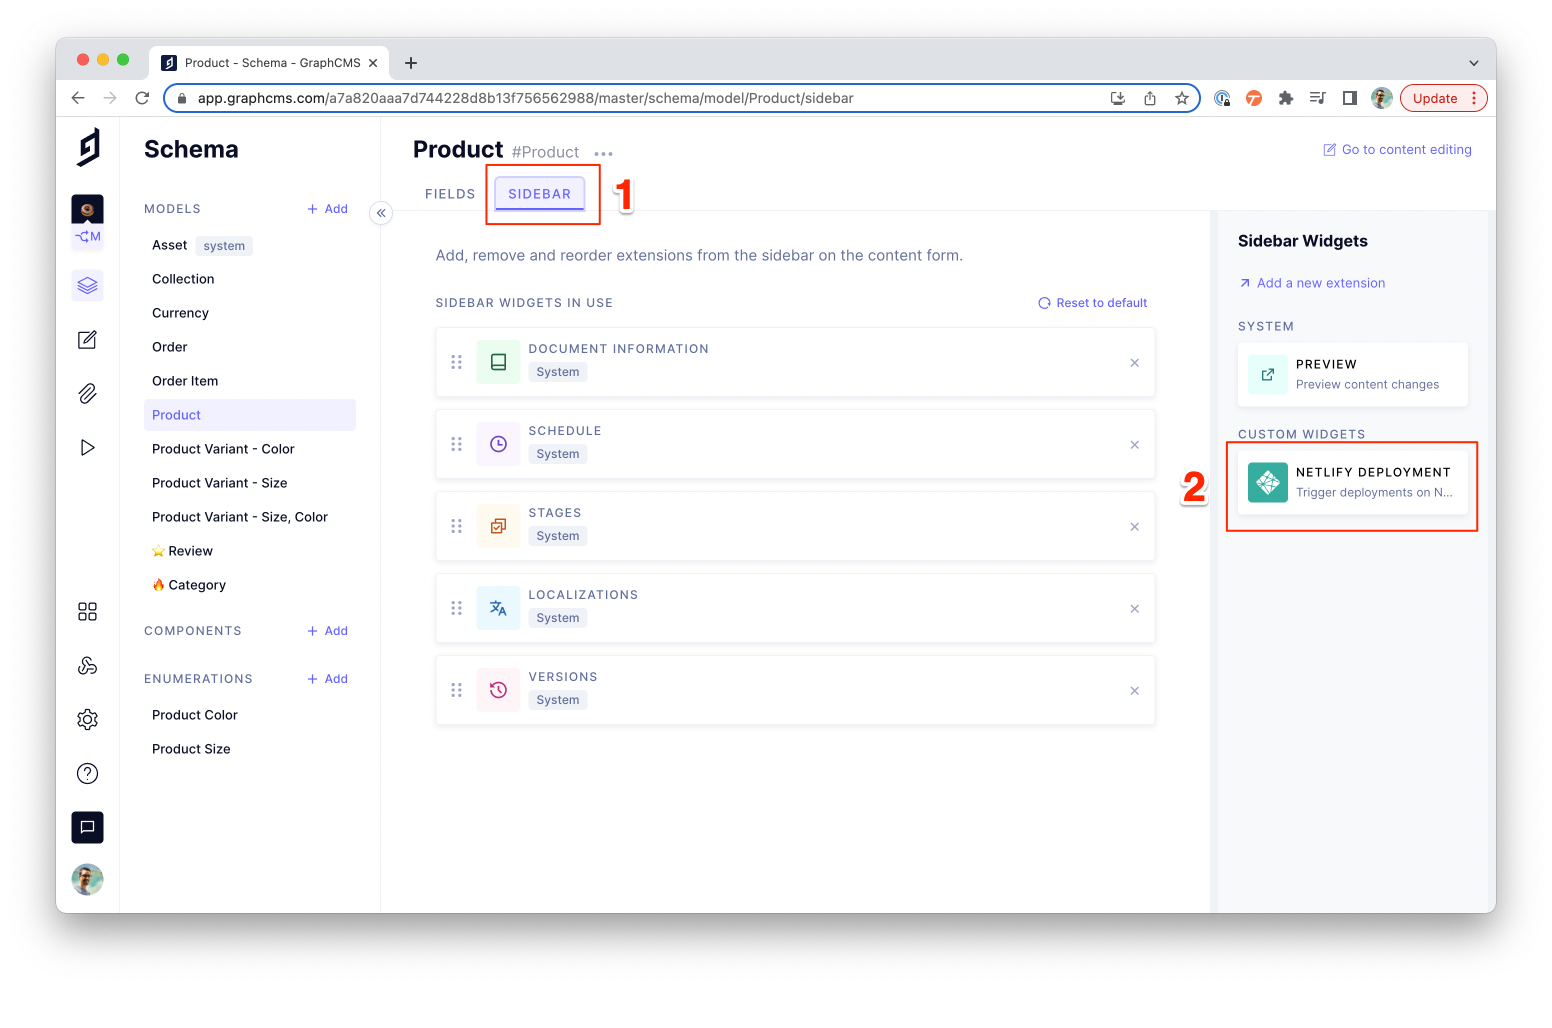 Product - Schema - GraphCMS
app.graphcms.com/a7a820aaa7d744228d8b13f756562988/master/schema/model/Product/sidebar
Update
Schema
Product #Product
Go to content editing
FIELDS
SIDEBAR
1
M
MODELS
+ Add
Asset system
Collection
Currency
Order
Order Item
Product
Product Variant - Color
Product Variant - Size
Product Variant - Size, Color
⭐ Review
🔥 Category
COMPONENTS
+ Add
ENUMERATIONS
+ Add
Product Color
Product Size
Add, remove and reorder extensions from the sidebar on the content form.
SIDEBAR WIDGETS IN USE
Reset to default
DOCUMENT INFORMATION
System
SCHEDULE
System
STAGES
System
LOCALIZATIONS
System
VERSIONS
System
Sidebar Widgets
Add a new extension
SYSTEM
PREVIEW
Preview content changes
CUSTOM WIDGETS
2
NETLIFY DEPLOYMENT
Trigger deployments on N...